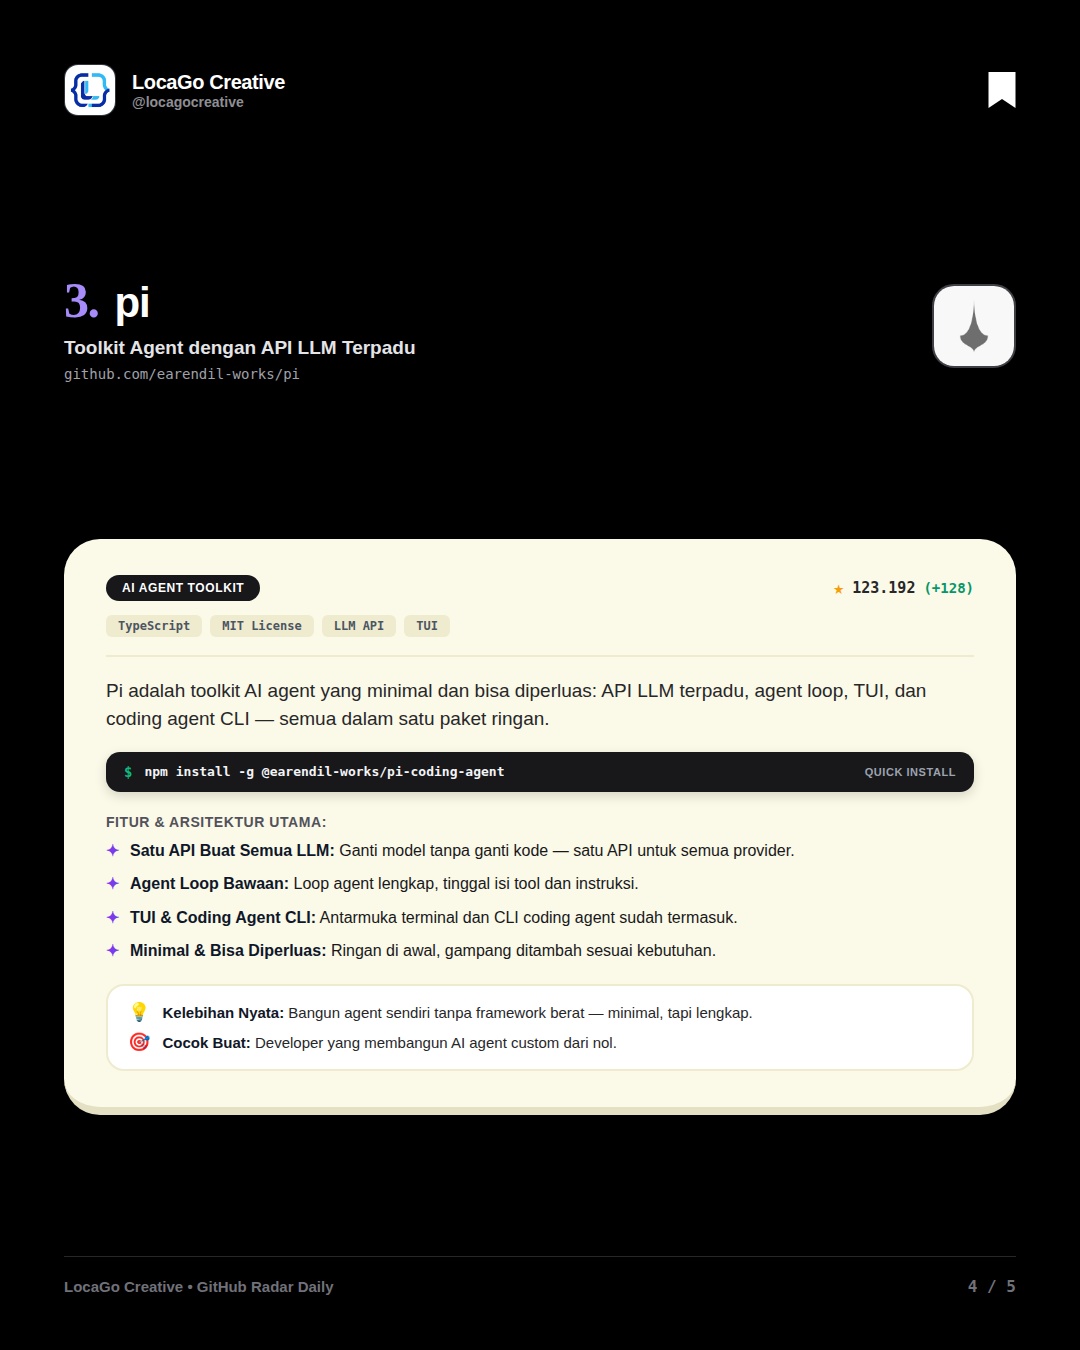 LocaGo Creative
@locagocreative
3. pi
Toolkit Agent dengan API LLM Terpadu
github.com/earendil-works/pi
AI AGENT TOOLKIT
★ 123.192 (+128)
TypeScript MIT License LLM API TUI
Pi adalah toolkit AI agent yang minimal dan bisa diperluas: API LLM terpadu, agent loop, TUI, dan
coding agent CLI — semua dalam satu paket ringan.
$ npm install -g @earendil-works/pi-coding-agent QUICK INSTALL
FITUR & ARSITEKTUR UTAMA:
✦ Satu API Buat Semua LLM: Ganti model tanpa ganti kode — satu API untuk semua provider.
✦ Agent Loop Bawaan: Loop agent lengkap, tinggal isi tool dan instruksi.
✦ TUI & Coding Agent CLI: Antarmuka terminal dan CLI coding agent sudah termasuk.
✦ Minimal & Bisa Diperluas: Ringan di awal, gampang ditambah sesuai kebutuhan.
💡 Kelebihan Nyata: Bangun agent sendiri tanpa framework berat — minimal, tapi lengkap.
🎯 Cocok Buat: Developer yang membangun AI agent custom dari nol.
LocaGo Creative • GitHub Radar Daily
4 / 5